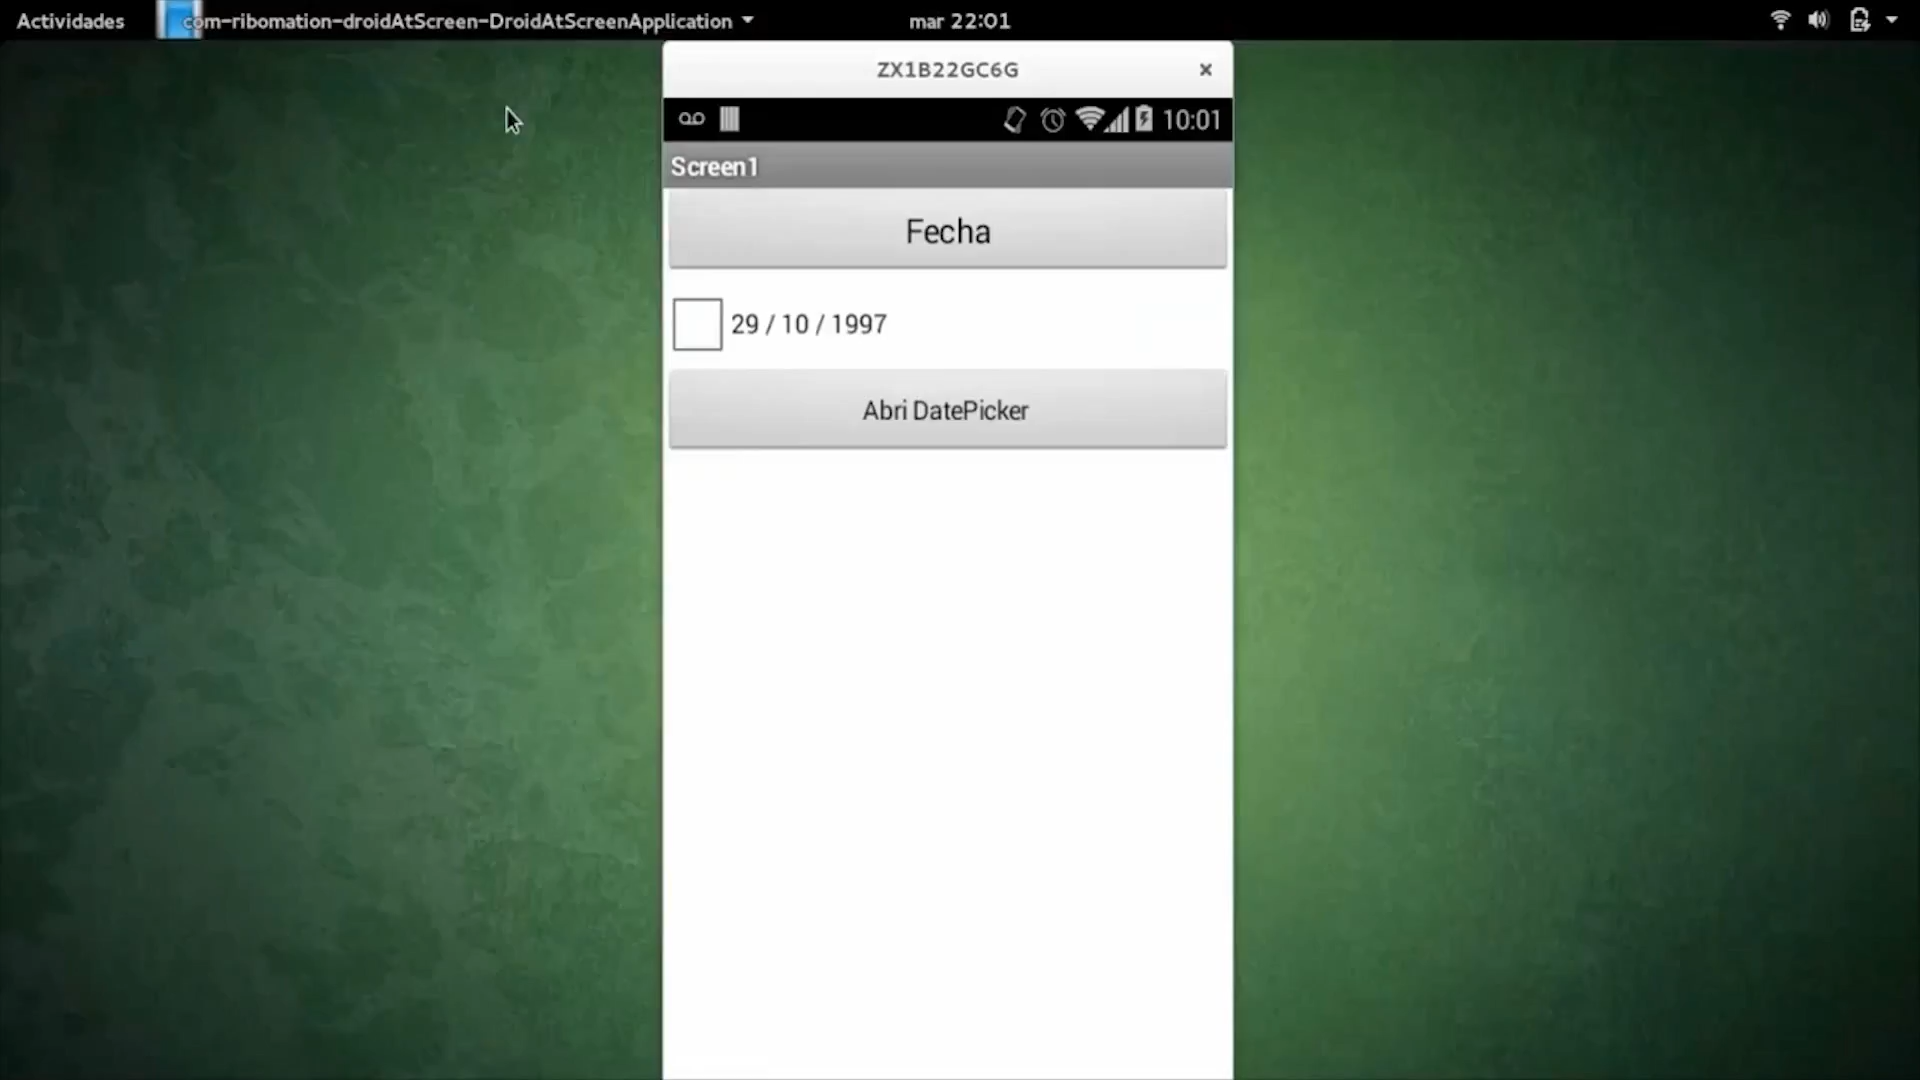 Actividades
com-ribomation-droidAtScreen-DroidAtScreenApplication
mar 22:01
ZX1B22GC6G
10:01
Screen1
Fecha
29 / 10 / 1997
Abri DatePicker